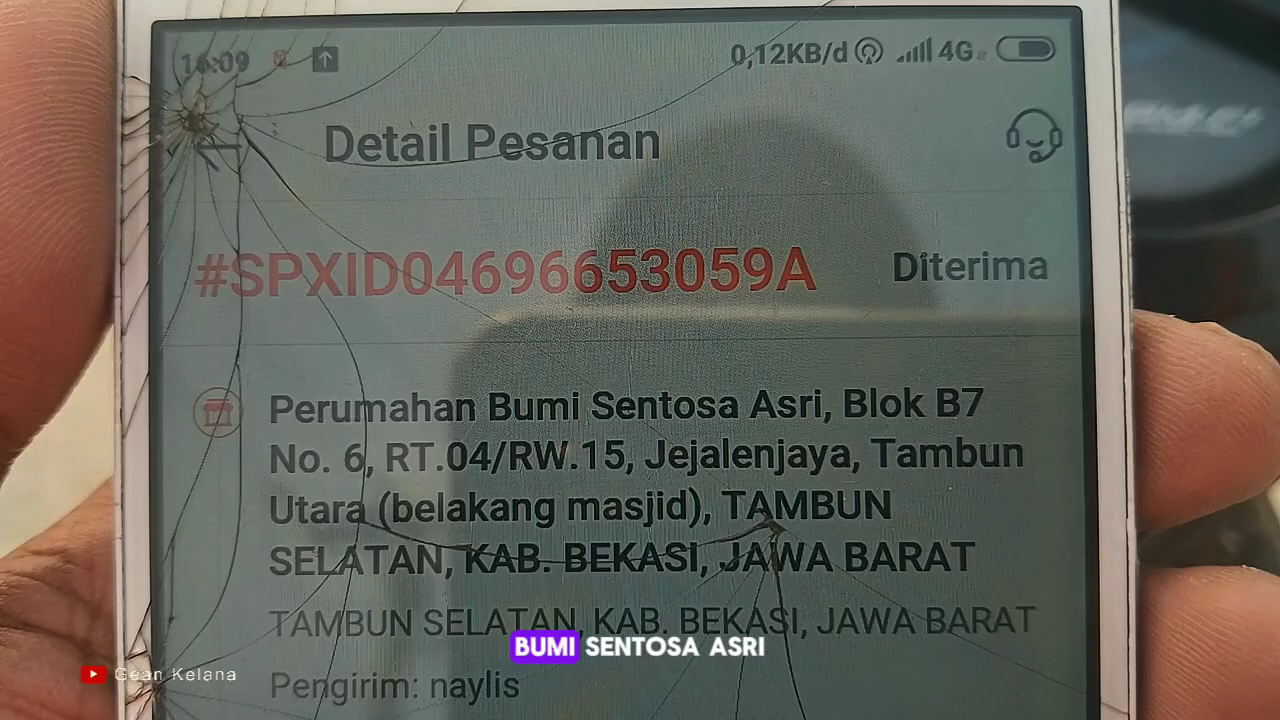 16:09
0,12KB/d
4G
Detail Pesanan
#SPXID04696653059A
Diterima
Perumahan Bumi Sentosa Asri, Blok B7
No. 6, RT.04/RW.15, Jejalenjaya, Tambun
Utara (belakang masjid), TAMBUN
SELATAN, KAB. BEKASI, JAWA BARAT
TAMBUN SELATAN, KAB. BEKASI, JAWA BARAT
BUMI SENTOSA ASRI
Gean Kelana
Pengirim: naylis